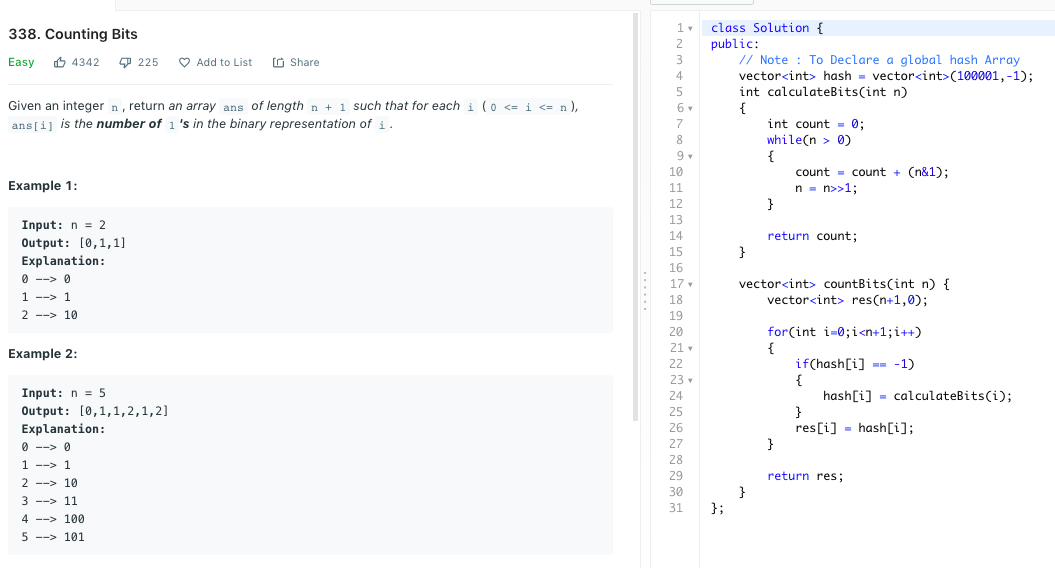 338. Counting Bits
Easy 4342 225 Add to List Share
Given an integer n, return an array ans of length n + 1 such that for each i (0 <= i <= n),
ans[i] is the number of 1's in the binary representation of i.
Example 1:
Input: n = 2
Output: [0,1,1]
Explanation:
0 --> 0
1 --> 1
2 --> 10
Example 2:
Input: n = 5
Output: [0,1,1,2,1,2]
Explanation:
0 --> 0
1 --> 1
2 --> 10
3 --> 11
4 --> 100
5 --> 101
1 class Solution {
2 public:
3     // Note : To Declare a global hash Array
4     vector<int> hash = vector<int>(100001,-1);
5     int calculateBits(int n)
6     {
7         int count = 0;
8         while(n > 0)
9         {
10             count = count + (n&1);
11             n = n>>1;
12         }
13
14         return count;
15     }
16
17     vector<int> countBits(int n) {
18         vector<int> res(n+1,0);
19
20         for(int i=0;i<n+1;i++)
21         {
22             if(hash[i] == -1)
23             {
24                 hash[i] = calculateBits(i);
25             }
26             res[i] = hash[i];
27         }
28
29         return res;
30     }
31 };